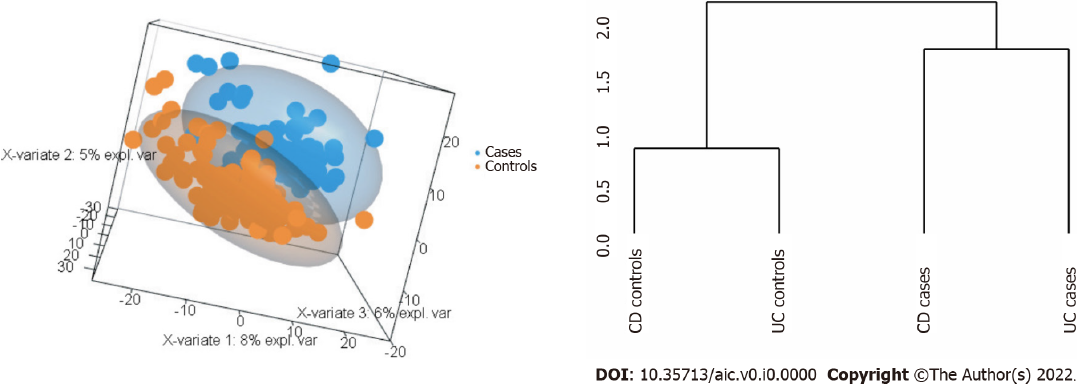 Cases
Controls
X-variate 2: 5% expl. var
20
10
0
-10
-20
30
20
10
0
-10
-20
30
-20
-10
0
10
20
X-variate 3: 6% expl. var
X-variate 1: 8% expl. var
2.0
1.5
1.0
0.5
0.0
CD controls
UC controls
CD cases
UC cases
DOI: 10.35713/aic.v0.i0.0000 Copyright ©The Author(s) 2022.